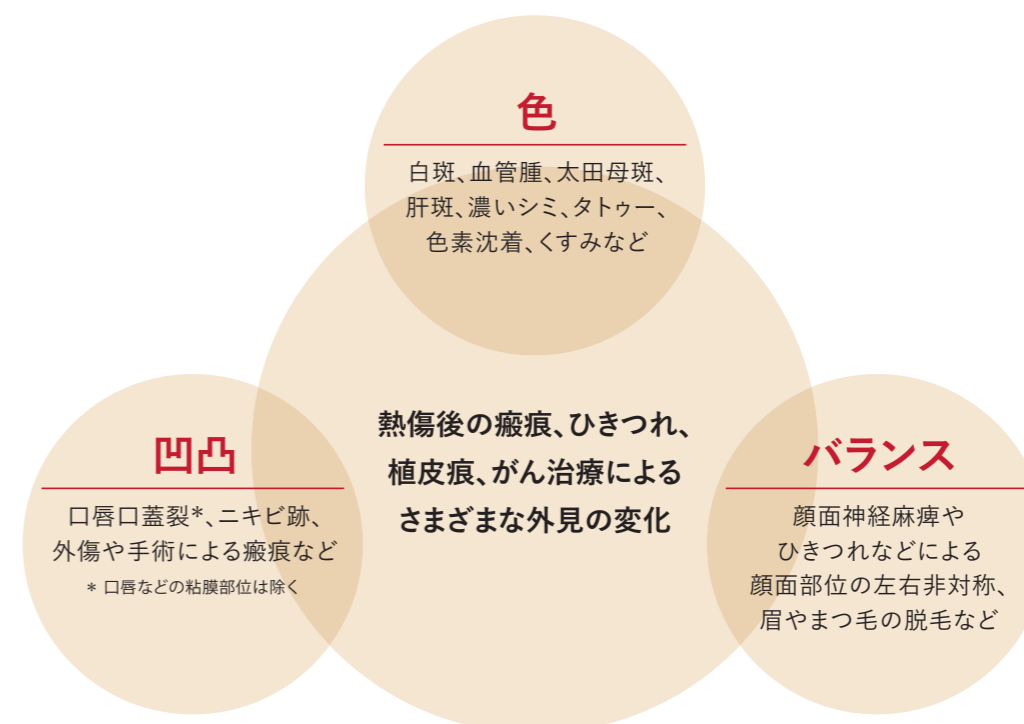 色
白斑、血管腫、太田母斑、
肝斑、濃いシミ、タトゥー、
色素沈着、くすみなど
熱傷後の瘢痕、ひきつれ、
植皮痕、がん治療による
さまざまな外見の変化
凹凸
口唇口蓋裂*、ニキビ跡、
外傷や手術による瘢痕など
* 口唇などの粘膜部位は除く
バランス
顔面神経麻痺や
ひきつれなどによる
顔面部位の左右非対称、
眉やまつ毛の脱毛など